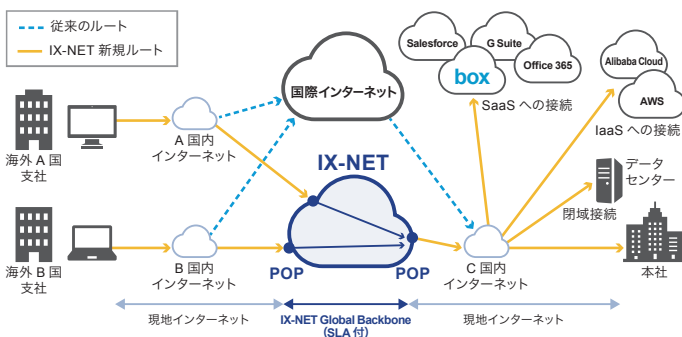 従来のルート
IX-NET 新規ルート
Salesforce
G Suite
Office 365
box
SaaS への接続
Alibaba Cloud
AWS
IaaS への接続
国際インターネット
海外 A 国
支社
A 国内
インターネット
IX-NET
データ
センター
閉域接続
海外 B 国
支社
B 国内
インターネット
POP
POP
C 国内
インターネット
本社
現地インターネット
IX-NET Global Backbone
(SLA 付)
現地インターネット